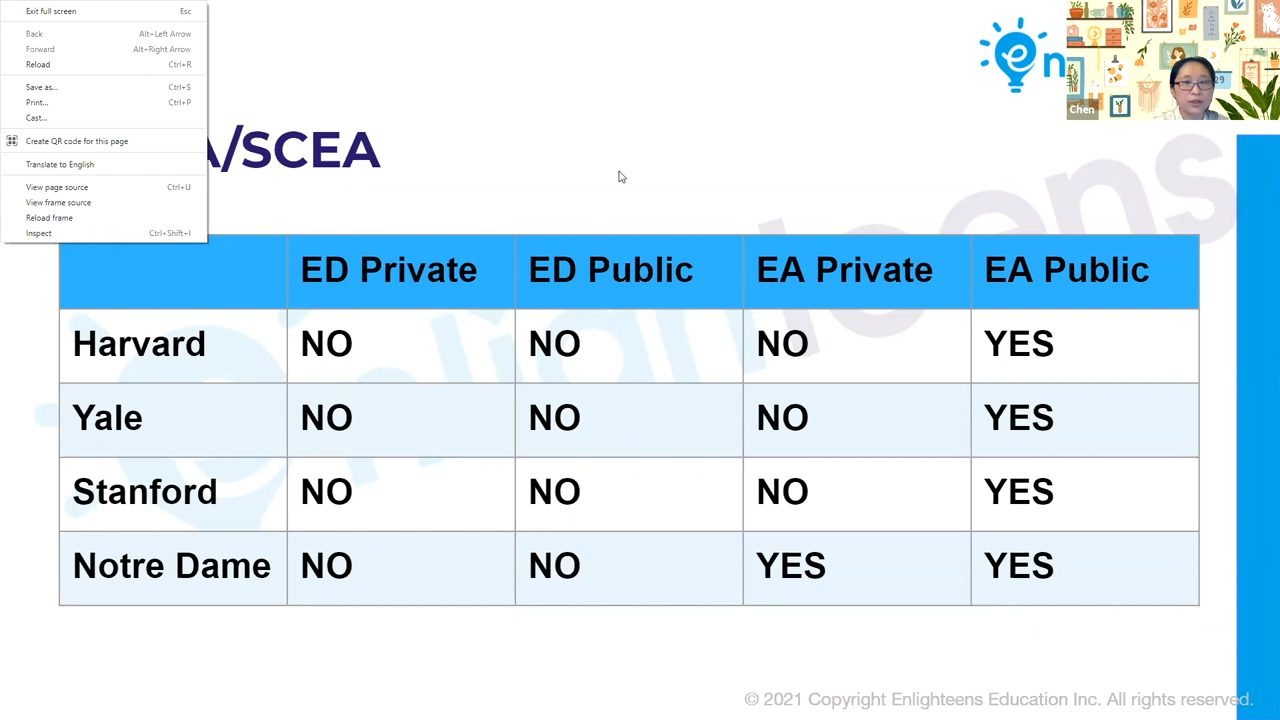 Exit full screen Esc
Back Alt+Left Arrow
Forward Alt+Right Arrow
Reload Ctrl+R
Save as... Ctrl+S
Print... Ctrl+P
Cast...
Create QR code for this page
Translate to English
View page source Ctrl+U
View frame source
Reload frame
Inspect Ctrl+Shift+I
en
Chen
29
A/SCEA
ED Private ED Public EA Private EA Public
Harvard NO NO NO YES
Yale NO NO NO YES
Stanford NO NO NO YES
Notre Dame NO NO YES YES
enlighteens
© 2021 Copyright Enlighteens Education Inc. All rights reserved.